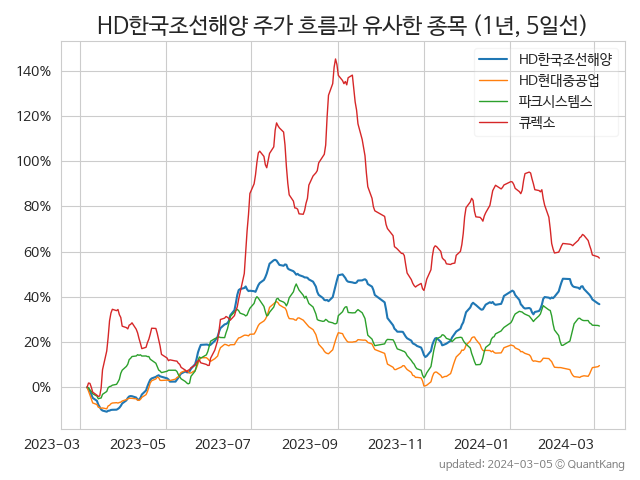 HD한국조선해양 주가 흐름과 유사한 종목 (1년, 5일선)
HD한국조선해양
HD현대중공업
파크시스템스
큐렉소
140%
120%
100%
80%
60%
40%
20%
0%
2023-03 2023-05 2023-07 2023-09 2023-11 2024-01 2024-03
updated: 2024-03-05 © QuantKang